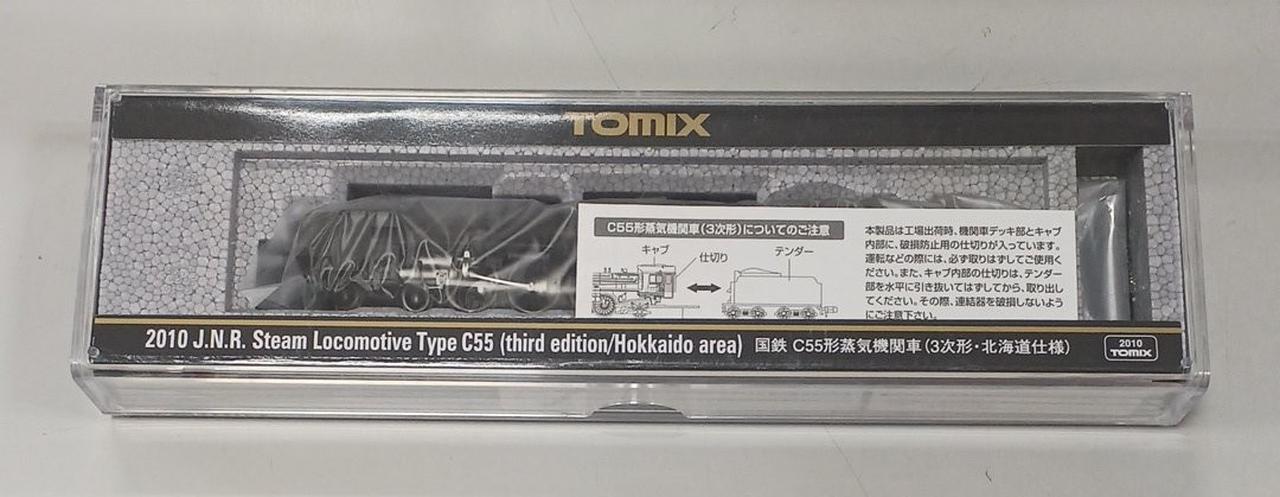 TOMIX
C55形蒸気機関車(3次形)についてのご注意
キャブ
仕切り
テンダー
本製品は工場出荷時、機関車デッキ部とキャブ
内部に、破損防止用の仕切りが入っています。
運転などの際には、必ず取りはずしてご使用く
ださい。また、キャブ内部の仕切りは、テンダー
部を水平に引き抜いてはずしてから、取り出し
てください。その際、連結器を破損しないよう
にご注意下さい。
2010 J.N.R. Steam Locomotive Type C55 (third edition/Hokkaido area) 国鉄 C55形蒸気機関車(3次形・北海道仕様)
2010
TOMIX